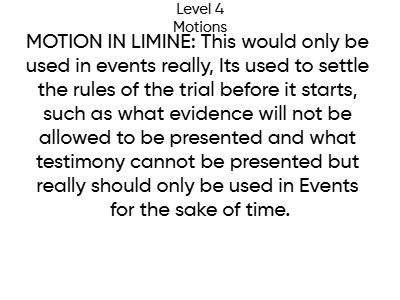 Level 4
Motions
MOTION IN LIMINE: This would only be
used in events really, Its used to settle
the rules of the trial before it starts,
such as what evidence will not be
allowed to be presented and what
testimony cannot be presented but
really should only be used in Events
for the sake of time.